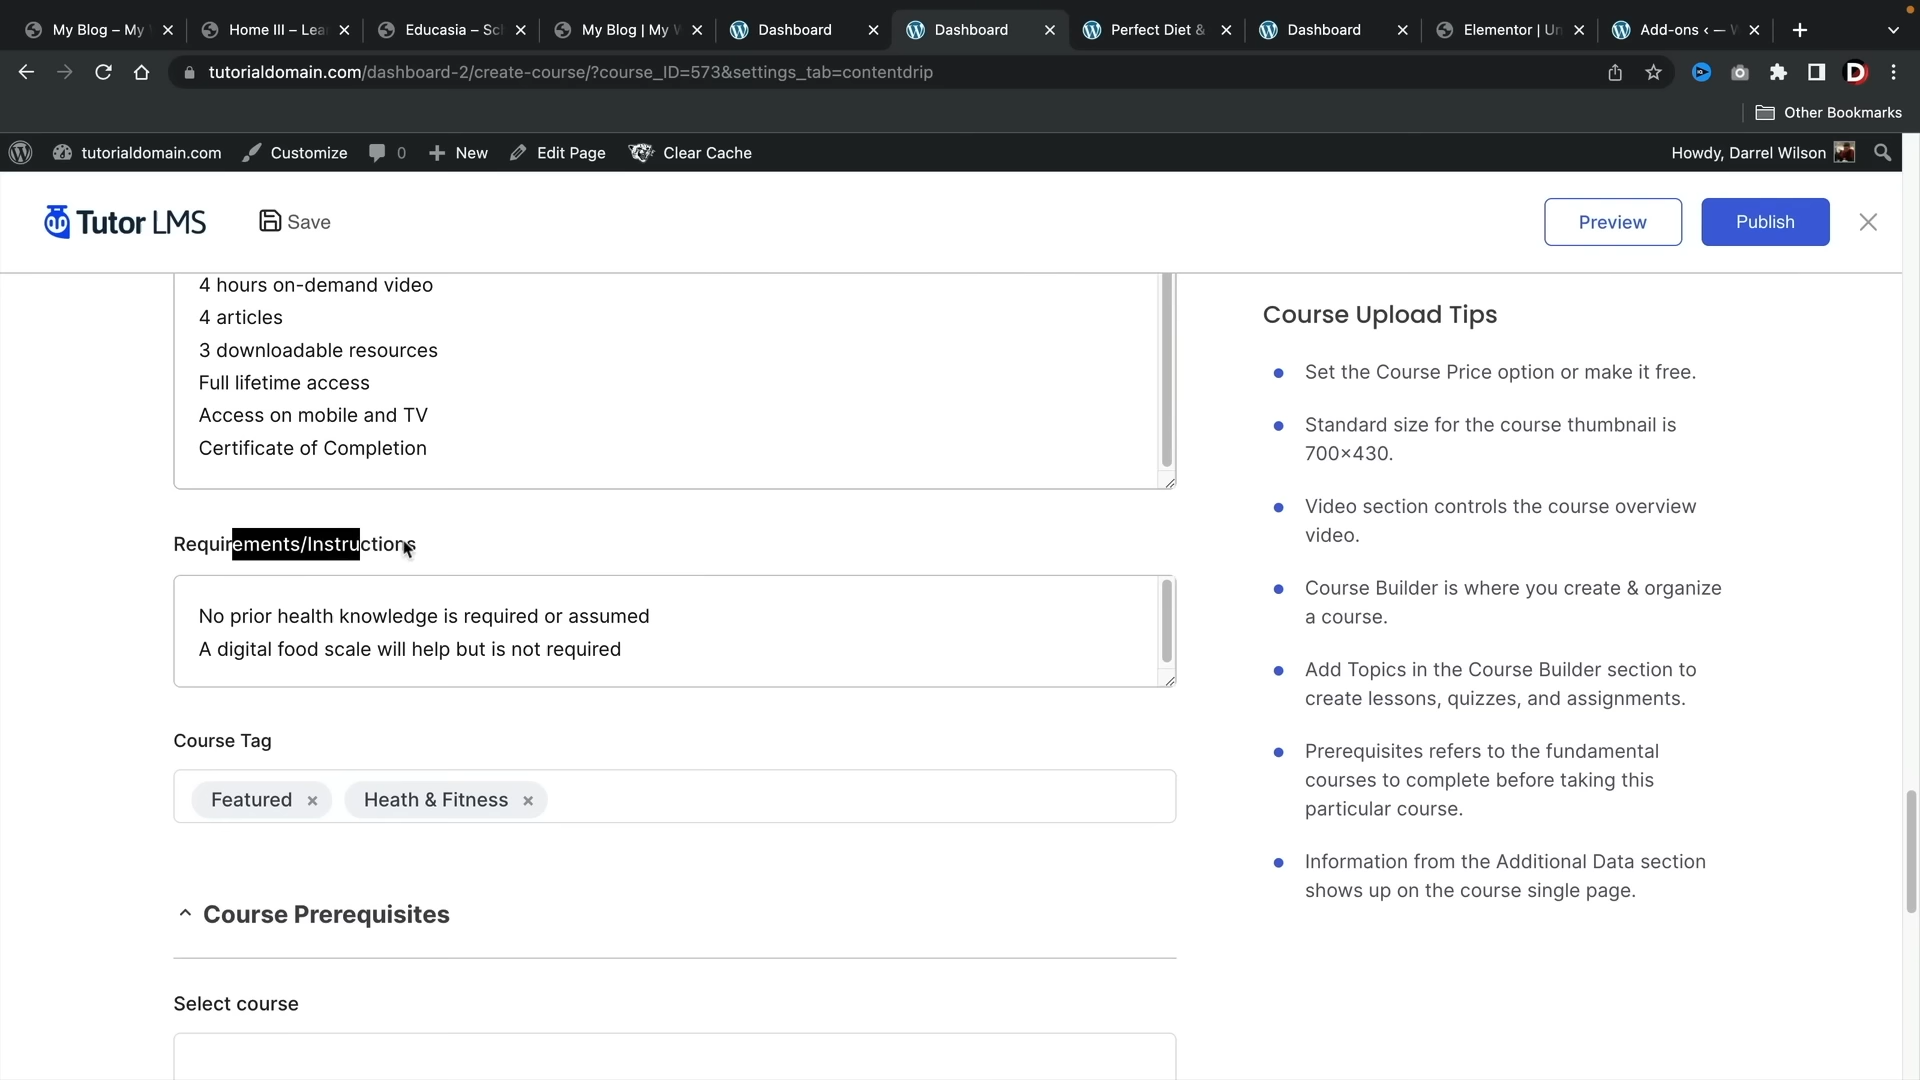 My Blog – My
Home III – Lea
Educasia – Sc
My Blog | My W
Dashboard
Dashboard
Perfect Diet &
Dashboard
Elementor | Un
Add-ons ‹ — W
tutorialdomain.com/dashboard-2/create-course/?course_ID=573&settings_tab=contentdrip
Other Bookmarks
tutorialdomain.com
Customize
0
New
Edit Page
Clear Cache
Howdy, Darrel Wilson
Tutor LMS
Save
Preview
Publish
4 hours on-demand video
4 articles
3 downloadable resources
Full lifetime access
Access on mobile and TV
Certificate of Completion
Requirements/Instructions
No prior health knowledge is required or assumed
A digital food scale will help but is not required
Course Tag
Featured ×
Heath & Fitness ×
Course Prerequisites
Select course
Course Upload Tips
Set the Course Price option or make it free.
Standard size for the course thumbnail is
700×430.
Video section controls the course overview
video.
Course Builder is where you create & organize
a course.
Add Topics in the Course Builder section to
create lessons, quizzes, and assignments.
Prerequisites refers to the fundamental
courses to complete before taking this
particular course.
Information from the Additional Data section
shows up on the course single page.